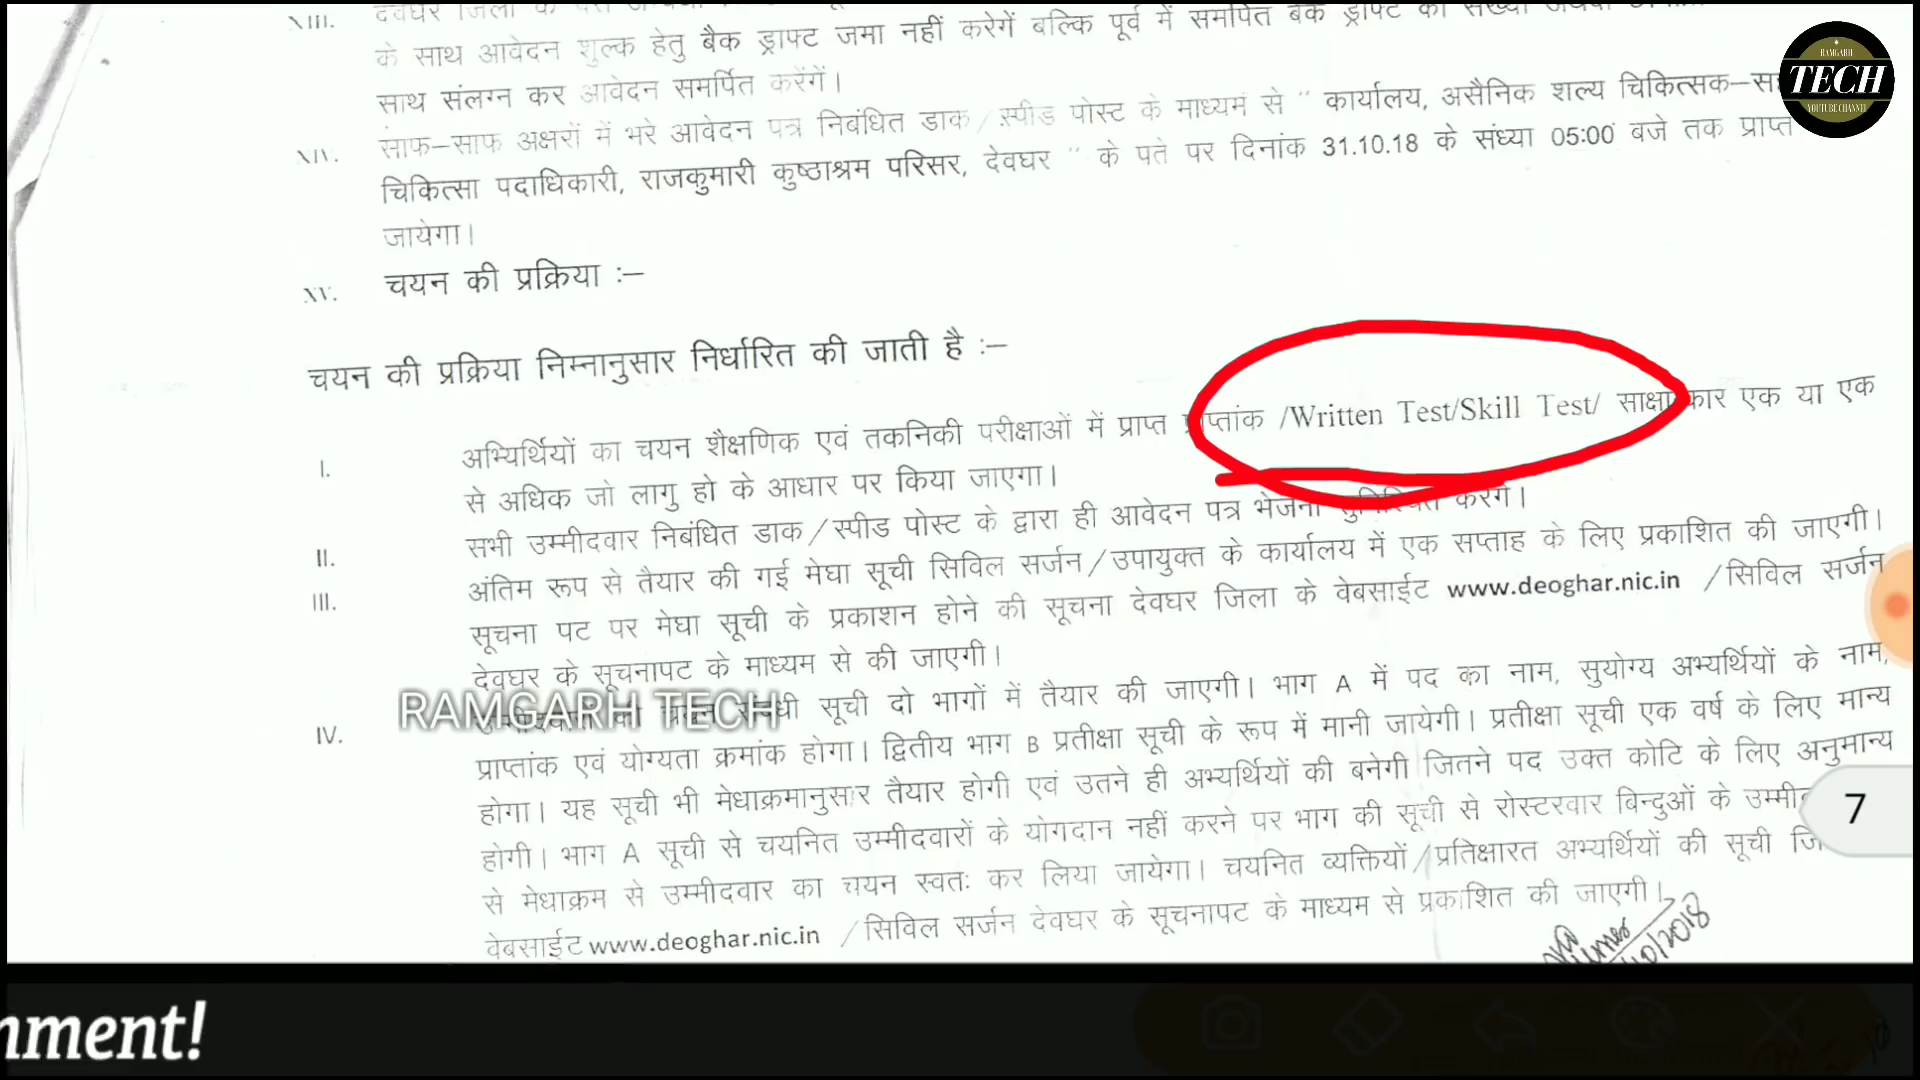 XIII.
के साथ आवेदन शुल्क हेतु बैक ड्राफ्ट जमा नहीं करेगें बल्कि पूर्व में समर्पित बैक ड्राफ्ट की
साथ संलग्न कर आवेदन समर्पित करेंगें।
XIV. साफ–साफ अक्षरों में भरे आवेदन पत्र निबंधित डाक / स्पीड पोस्ट के माध्यम से " कार्यालय, असैनिक शल्य चिकित्सक–
चिकित्सा पदाधिकारी, राजकुमारी कुष्ठाश्रम परिसर, देवघर " के पते पर दिनांक 31.10.18 के संध्या 05:00 बजे तक प्राप्त
जायेगा।
XV. चयन की प्रक्रिया :–
चयन की प्रक्रिया निम्नानुसार निर्धारित की जाती है :–
I. अभ्यिर्थियों का चयन शैक्षणिक एवं तकनिकी परीक्षाओं में प्राप्त प्राप्तांक /Written Test/Skill Test/ साक्षाकार एक या एक
से अधिक जो लागु हो के आधार पर किया जाएगा।
II. सभी उम्मीदवार निबंधित डाक / स्पीड पोस्ट के द्वारा ही आवेदन पत्र भेजना सुनिश्चित करेगें।
III. अंतिम रूप से तैयार की गई मेघा सूची सिविल सर्जन / उपायुक्त के कार्यालय में एक सप्ताह के लिए प्रकाशित की जाएगी।
सूचना पट पर मेघा सूची के प्रकाशन होने की सूचना देवघर जिला के वेबसाईट www.deoghar.nic.in / सिविल सर्जन
देवघर के सूचनापट के माध्यम से की जाएगी।
IV. सूची दो भागों में तैयार की जाएगी। भाग A में पद का नाम, सुयोग्य अभ्यर्थियों के नाम,
प्राप्तांक एवं योग्यता क्रमांक होगा। द्वितीय भाग B प्रतीक्षा सूची के रूप में मानी जायेगी। प्रतीक्षा सूची एक वर्ष के लिए मान्य
होगा। यह सूची भी मेधाक्रमानुसार तैयार होगी एवं उतने ही अभ्यर्थियों की बनेगी जितने पद उक्त कोटि के लिए अनुमान्य
होगी। भाग A सूची से चयनित उम्मीदवारों के योगदान नहीं करने पर भाग की सूची से रोस्टरवार बिन्दुओं के
से मेधाक्रम से उम्मीदवार का चयन स्वतः कर लिया जायेगा। चयनित व्यक्तियों / प्रतिक्षारत अभ्यर्थियों की सूची
वेबसाईट www.deoghar.nic.in / सिविल सर्जन देवघर के सूचनापट के माध्यम से प्रकाशित की जाएगी।
RAMGARH TECH
RAMGARH
TECH
YOUTUBE CHANNEL
7
nment!